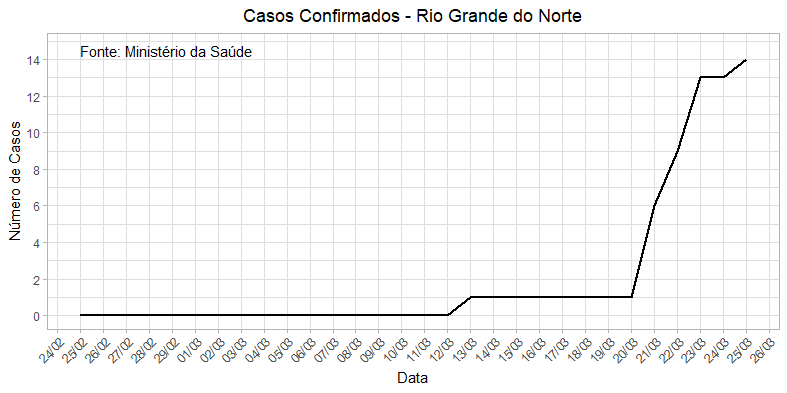 Casos Confirmados - Rio Grande do Norte
Fonte: Ministério da Saúde
Número de Casos
14
12
10
8
6
4
2
0
24/02 25/02 26/02 27/02 28/02 29/02 01/03 02/03 03/03 04/03 05/03 06/03 07/03 08/03 09/03 10/03 11/03 12/03 13/03 14/03 15/03 16/03 17/03 18/03 19/03 20/03 21/03 22/03 23/03 24/03 25/03 26/03
Data